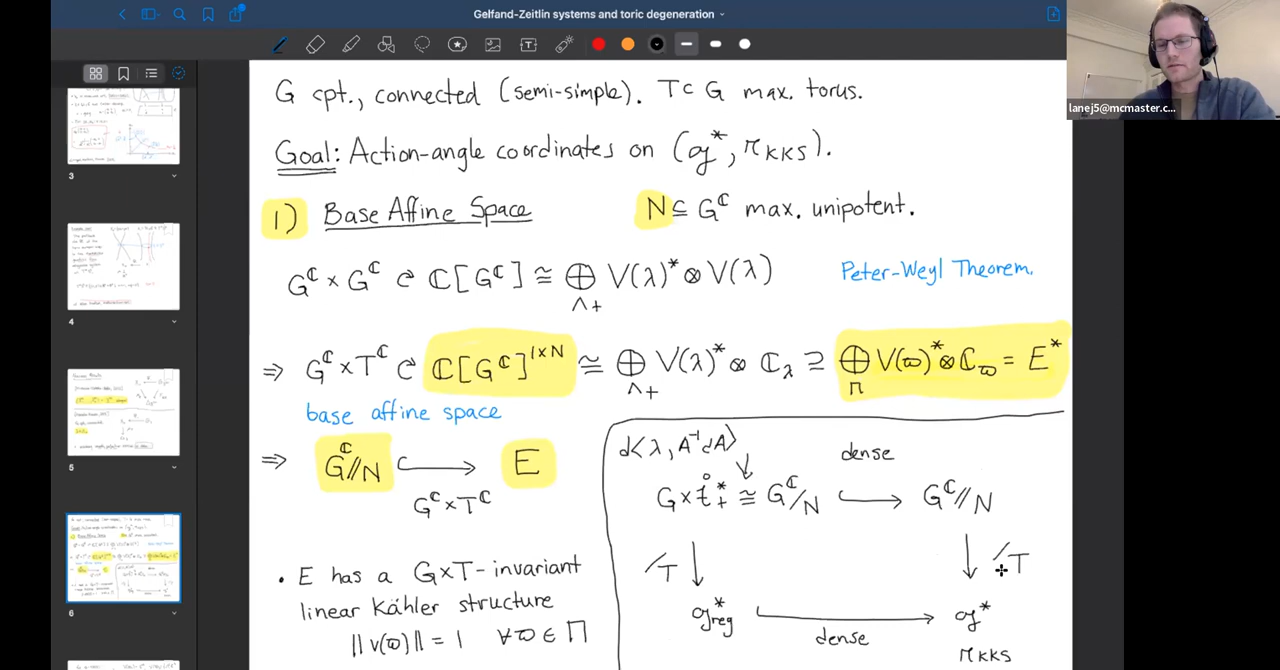 Gelfand-Zeitlin systems and toric degeneration
lanej5@mcmaster.c...
3
4
5
6
G cpt., connected (semi-simple). T ⊂ G max. torus.
Goal: Action-angle coordinates on (𝔤*, π_KKS).
1) Base Affine Space
N ⊆ G^ℂ max. unipotent.
G^ℂ × G^ℂ ↻ ℂ[G^ℂ] ≅ ⊕_{Λ+} V(λ)* ⊗ V(λ)
Peter-Weyl Theorem.
⇒ G^ℂ × T^ℂ ↻ ℂ[G^ℂ]^{1×N} ≅ ⊕_{Λ+} V(λ)* ⊗ ℂ_λ ⊇ ⊕_Π V(ϖ)* ⊗ ℂ_ϖ = E*
base affine space
⇒ G^ℂ//N ↪ E
G^ℂ × T^ℂ
• E has a G×T-invariant
linear Kähler structure
||v(ϖ)|| = 1 ∀ϖ ∈ Π
d⟨λ, A⁻¹dA⟩
dense
G × t̊*₊ ≅ G^ℂ/N ↪ G^ℂ//N
/T ↓ ↓ /T
𝔤*_reg ↪ 𝔤*
dense
π_KKS